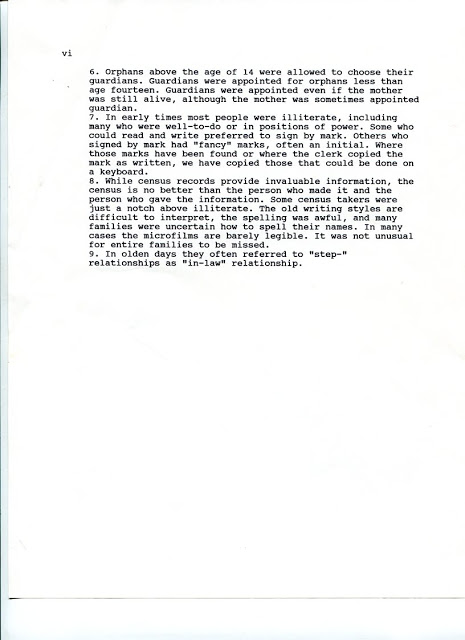 vi
6. Orphans above the age of 14 were allowed to choose their
guardians. Guardians were appointed for orphans less than
age fourteen. Guardians were appointed even if the mother
was still alive, although the mother was sometimes appointed
guardian.
7. In early times most people were illiterate, including
many who were well-to-do or in positions of power. Some who
could read and write preferred to sign by mark. Others who
signed by mark had "fancy" marks, often an initial. Where
those marks have been found or where the clerk copied the
mark as written, we have copied those that could be done on
a keyboard.
8. While census records provide invaluable information, the
census is no better than the person who made it and the
person who gave the information. Some census takers were
just a notch above illiterate. The old writing styles are
difficult to interpret, the spelling was awful, and many
families were uncertain how to spell their names. In many
cases the microfilms are barely legible. It was not unusual
for entire families to be missed.
9. In olden days they often referred to "step-"
relationships as "in-law" relationship.